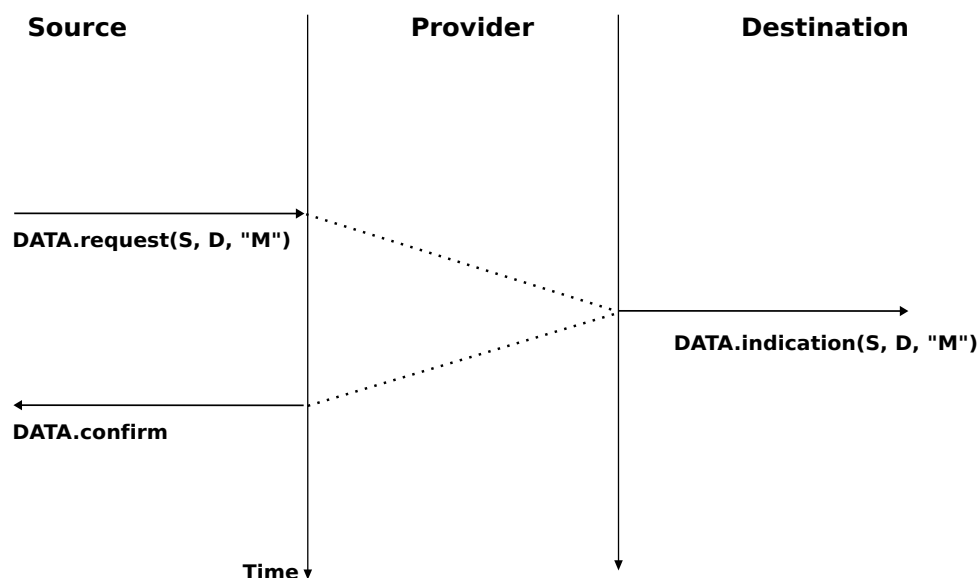 Source
Provider
Destination
DATA.request(S, D, "M")
DATA.indication(S, D, "M")
DATA.confirm
Time